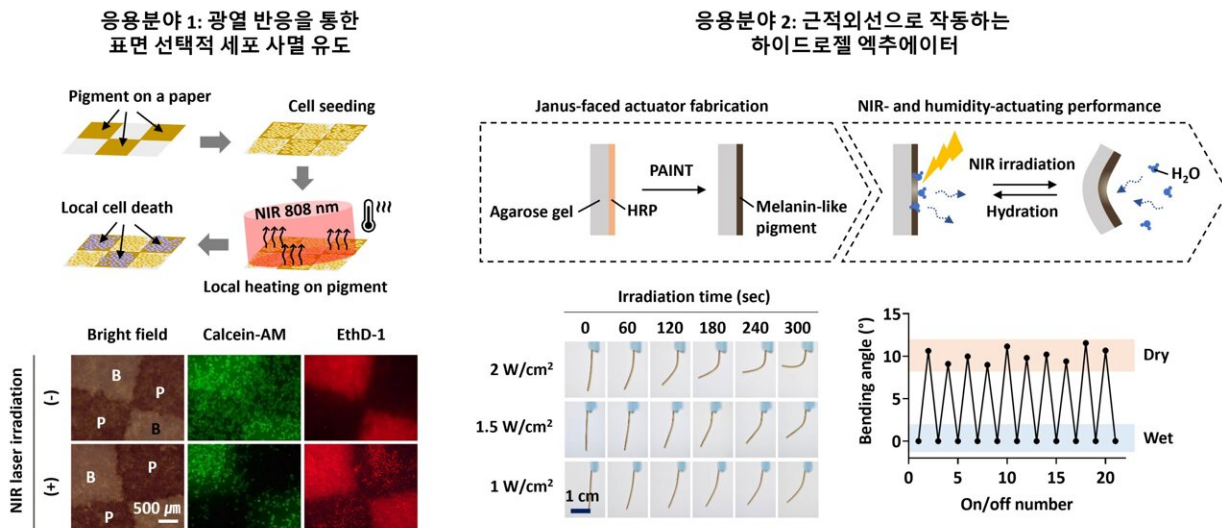 응용분야 1: 광열 반응을 통한
표면 선택적 세포 사멸 유도
Pigment on a paper
Cell seeding
Local cell death
NIR 808 nm
Local heating on pigment
Bright field
Calcein-AM
EthD-1
NIR laser irradiation
(-)
(+)
B
P
P
B
B
P
P
500 μm
응용분야 2: 근적외선으로 작동하는
하이드로젤 엑추에이터
Janus-faced actuator fabrication
PAINT
Agarose gel
HRP
Melanin-like
pigment
NIR- and humidity-actuating performance
NIR irradiation
Hydration
H₂O
Irradiation time (sec)
0 60 120 180 240 300
2 W/cm²
1.5 W/cm²
1 W/cm²
1 cm
Bending angle (°)
15
10
5
0
Dry
Wet
0 5 10 15 20
On/off number